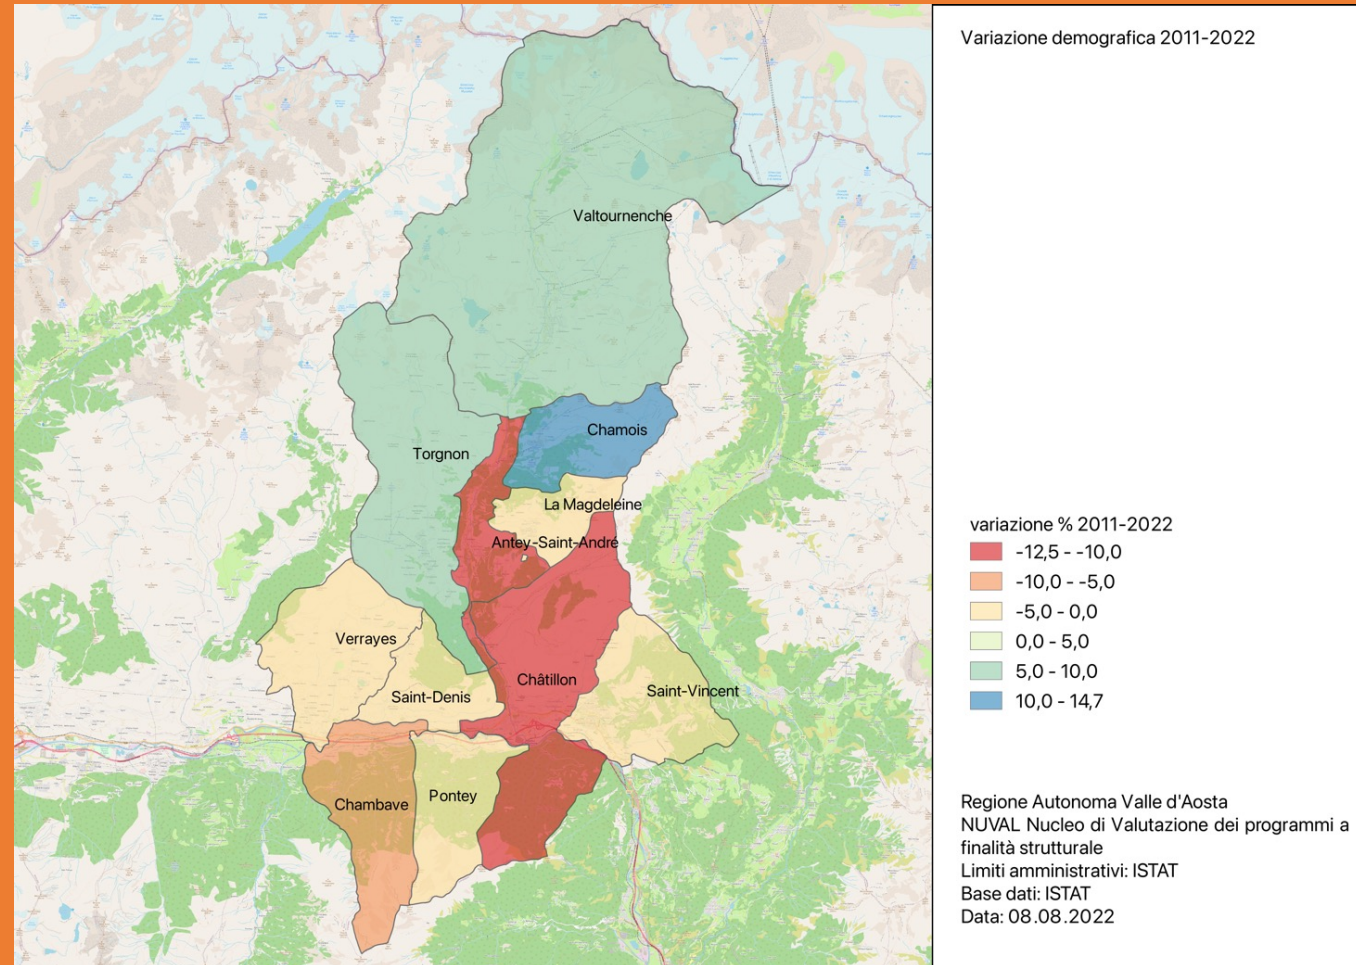 Variazione demografica 2011-2022
Valtournenche
Chamois
Torgnon
La Magdeleine
Antey-Saint-André
Verrayes
Châtillon
Saint-Vincent
Saint-Denis
Chambave
Pontey
variazione % 2011-2022
-12,5 - -10,0
-10,0 - -5,0
-5,0 - 0,0
0,0 - 5,0
5,0 - 10,0
10,0 - 14,7
Regione Autonoma Valle d'Aosta
NUVAL Nucleo di Valutazione dei programmi a
finalità strutturale
Limiti amministrativi: ISTAT
Base dati: ISTAT
Data: 08.08.2022